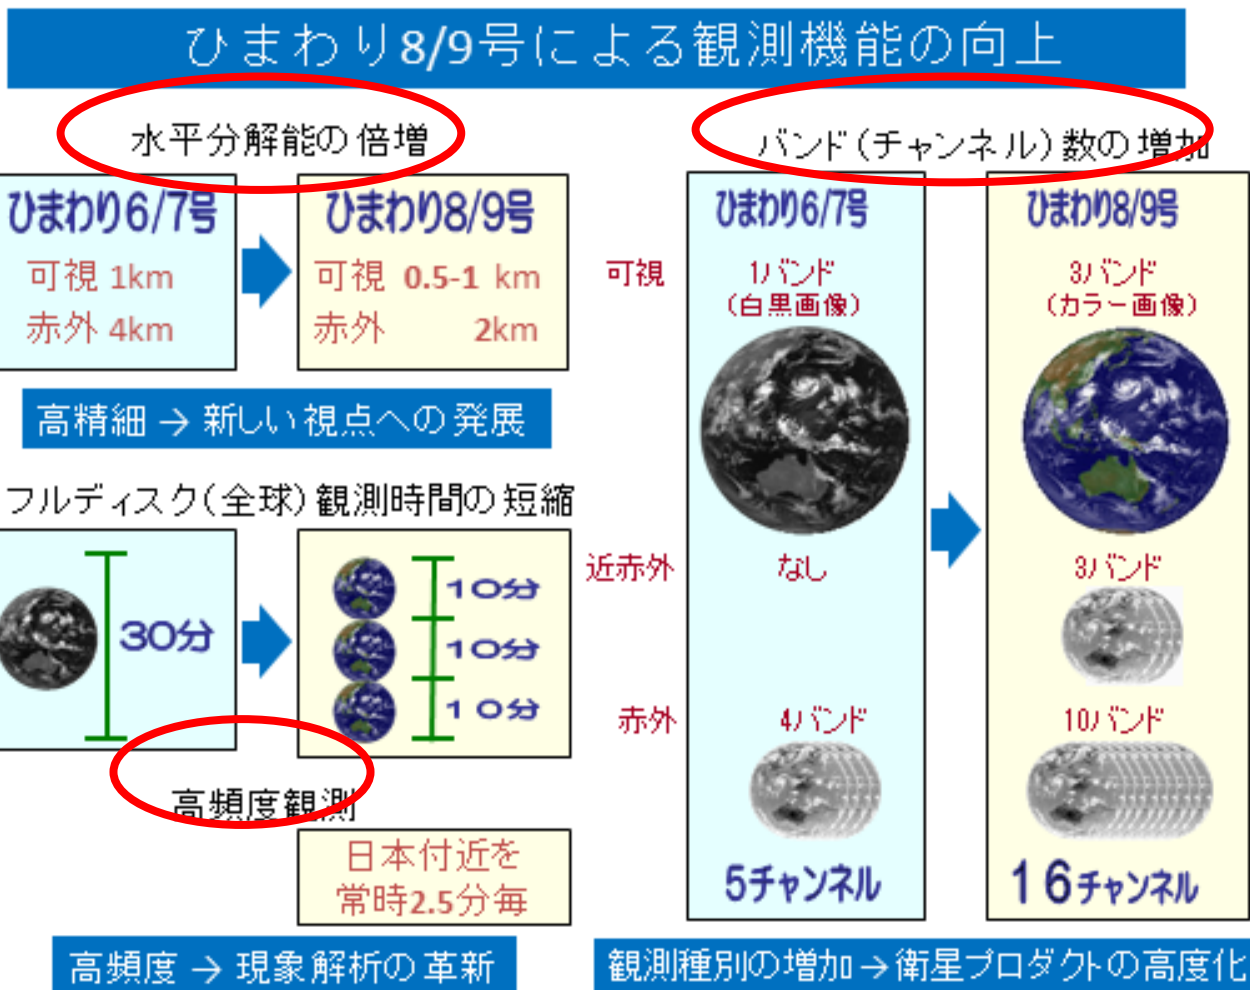 ひまわり8/9号による観測機能の向上
水平分解能の倍増
ひまわり6/7号
可視 1km
赤外 4km
ひまわり8/9号
可視 0.5-1 km
赤外 2km
高精細 → 新しい視点への発展
フルディスク(全球)観測時間の短縮
30分
10分
10分
10分
高頻度観測
日本付近を
常時2.5分毎
高頻度 → 現象解析の革新
バンド(チャンネル)数の増加
ひまわり6/7号
ひまわり8/9号
可視
1バンド
(白黒画像)
3バンド
(カラー画像)
近赤外
なし
3バンド
赤外
4バンド
10バンド
5チャンネル
16チャンネル
観測種別の増加→衛星プロダクトの高度化